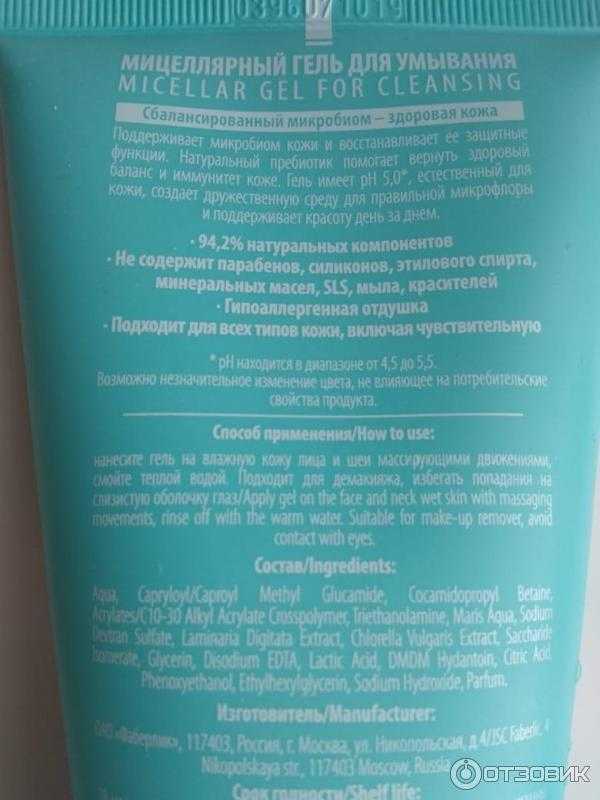 0896 07 1019
МИЦЕЛЛЯРНЫЙ ГЕЛЬ ДЛЯ УМЫВАНИЯ
MICELLAR GEL FOR CLEANSING
Сбалансированный микробиом – здоровая кожа
Поддерживает микробиом кожи и восстанавливает ее защитные
функции. Натуральный пребиотик помогает вернуть здоровый
баланс и иммунитет коже. Гель имеет pH 5,0*, естественный для
кожи, создает дружественную среду для правильной микрофлоры
и поддерживает красоту день за днем.
· 94,2% натуральных компонентов
· Не содержит парабенов, силиконов, этилового спирта,
минеральных масел, SLS, мыла, красителей
· Гипоаллергенная отдушка
· Подходит для всех типов кожи, включая чувствительную
* pH находится в диапазоне от 4,5 до 5,5.
Возможно незначительное изменение цвета, не влияющее на потребительские
свойства продукта.
Способ применения/How to use:
нанесите гель на влажную кожу лица и шеи массирующими движениями,
смойте теплой водой. Подходит для демакияжа, избегать попадания на
слизистую оболочку глаз/Apply gel on the face and neck wet skin with massaging
movements, rinse off with the warm water. Suitable for make-up remover, avoid
contact with eyes.
Состав/Ingredients:
Aqua, Capryloyl/Caproyl Methyl Glucamide, Cocamidopropyl Betaine,
Acrylates/C10-30 Alkyl Acrylate Crosspolymer, Triethanolamine, Maris Aqua, Sodium
Dextran Sulfate, Laminaria Digitata Extract, Chlorella Vulgaris Extract, Saccharide
Isomerate, Glycerin, Disodium EDTA, Lactic Acid, DMDM Hydantoin, Citric Acid,
Phenoxyethanol, Ethylhexylglycerin, Sodium Hydroxide, Parfum.
Изготовитель/Manufacturer:
ОАО «Фаберлик», 117403, Россия, г. Москва, ул. Никопольская, д.4/JSC Faberlic, 4
Nikopolskaya str., 117403 Moscow, Russia
Срок годности/Shelf life:
ОТЗОВИК